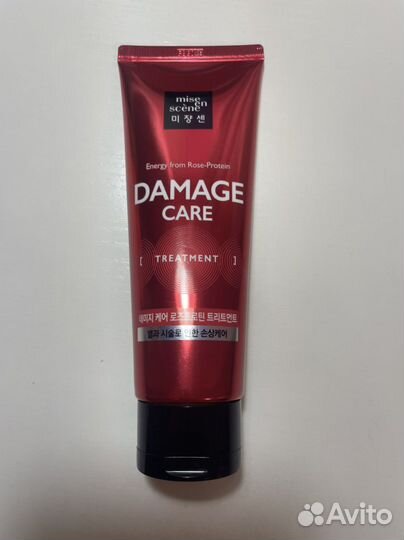 mise
en
scène
미쟝센
Energy from Rose-Protein
DAMAGE
CARE
[ TREATMENT ]
데미지 케어 로즈프로틴 트리트먼트
열과 시술로 인한 손상케어
Avito